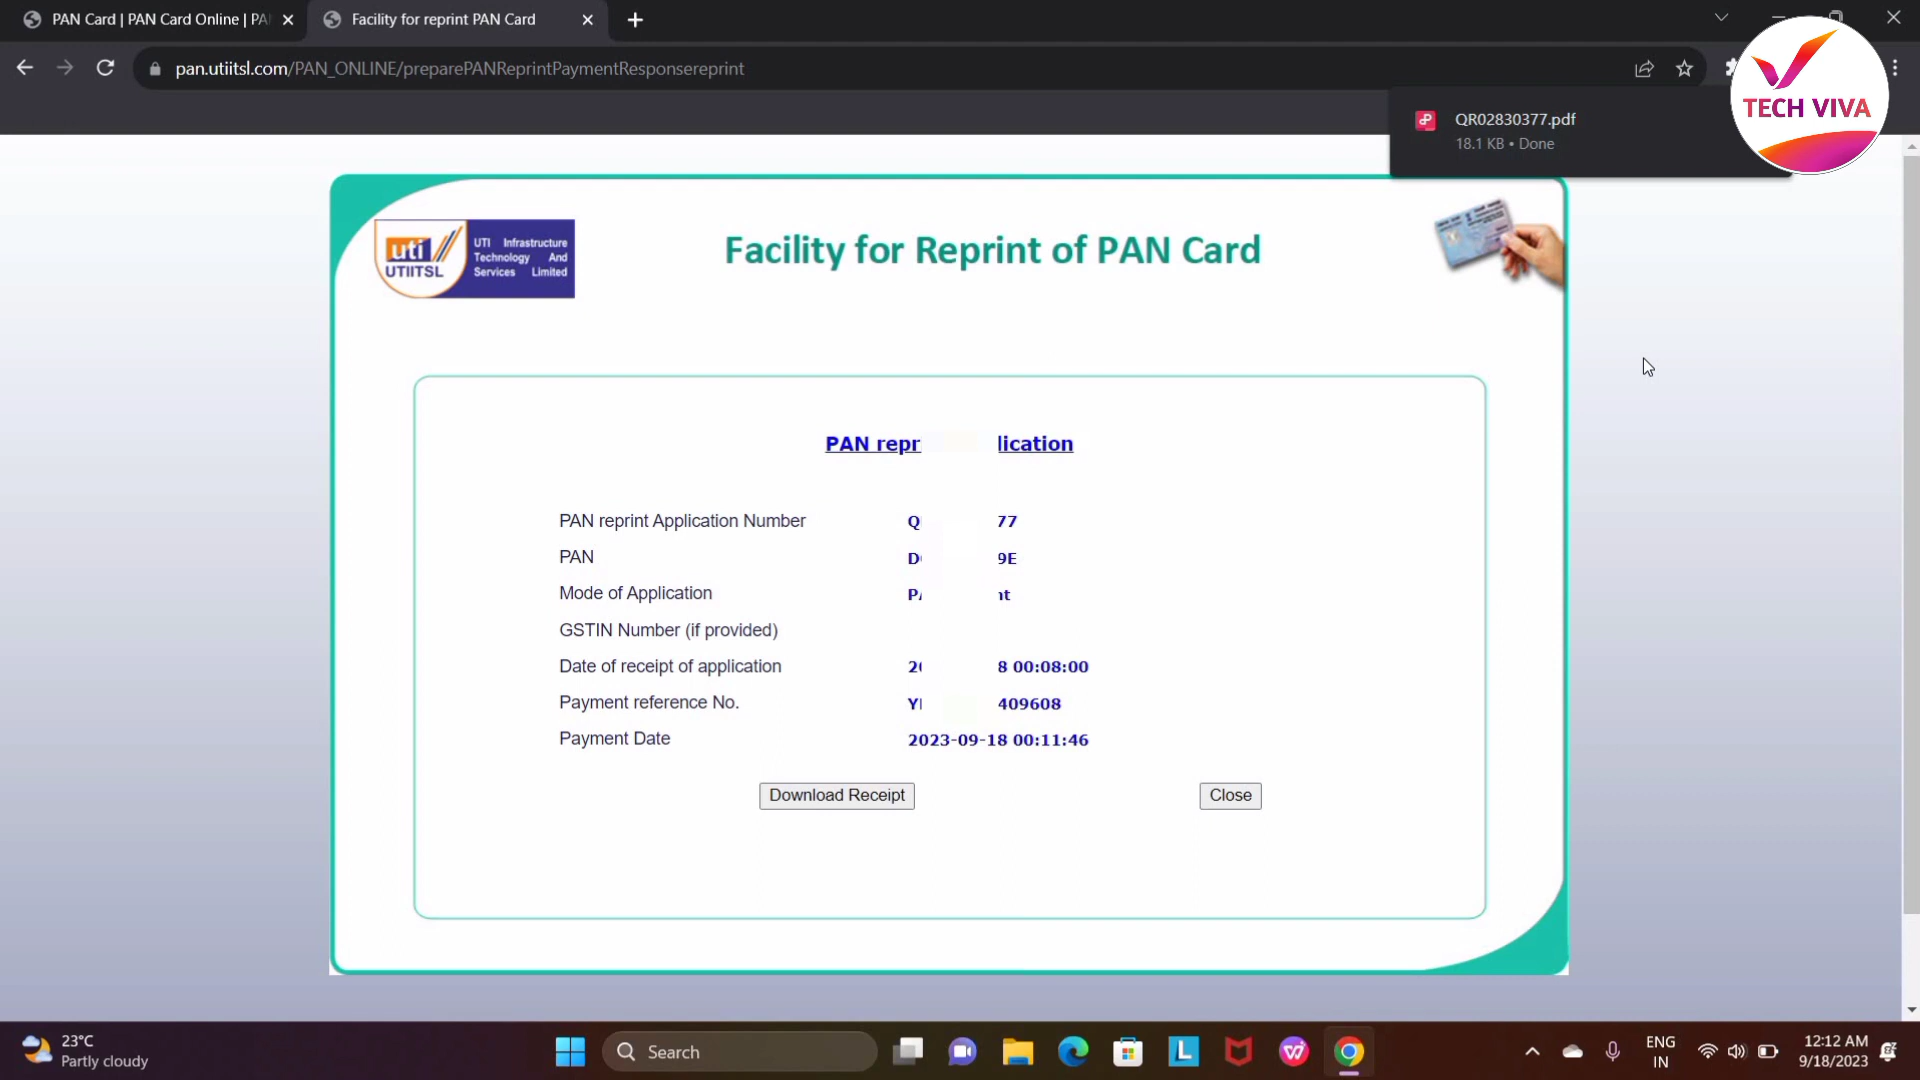 PAN Card | PAN Card Online | PA
Facility for reprint PAN Card
pan.utiitsl.com/PAN_ONLINE/preparePANReprintPaymentResponsereprint
TECH VIVA
QR02830377.pdf
18.1 KB • Done
uti
UTIITSL
UTI Infrastructure
Technology And
Services Limited
Facility for Reprint of PAN Card
PAN repr lication
PAN reprint Application Number Q 77
PAN D 9E
Mode of Application PA nt
GSTIN Number (if provided)
Date of receipt of application 20 8 00:08:00
Payment reference No. Y 409608
Payment Date 2023-09-18 00:11:46
Download Receipt Close
23°C
Partly cloudy
Search
L
ENG
IN
12:12 AM
9/18/2023